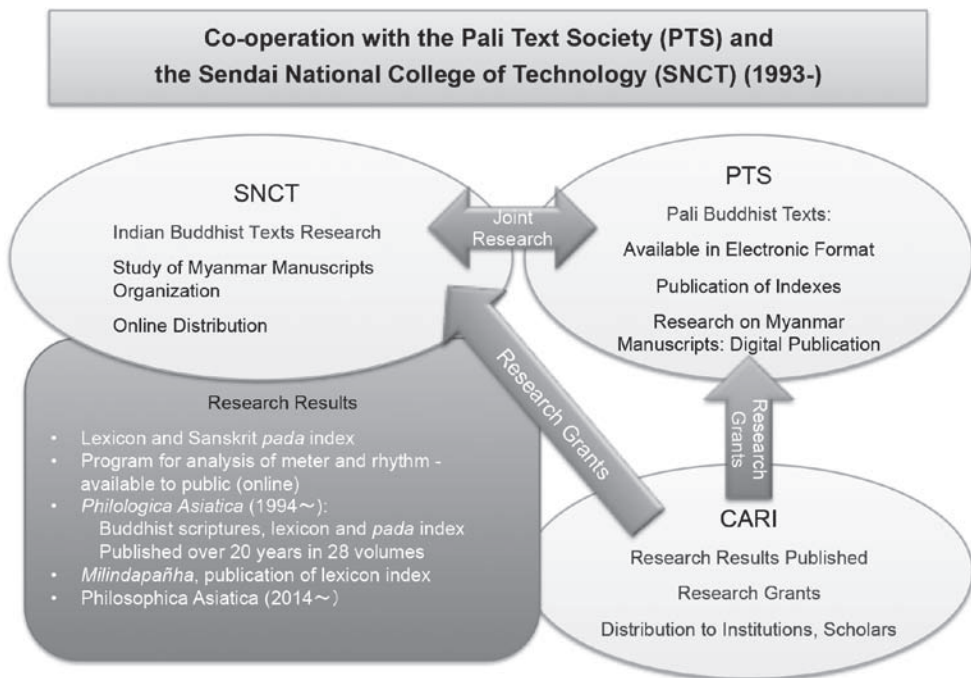 Co-operation with the Pali Text Society (PTS) and
the Sendai National College of Technology (SNCT) (1993-)
SNCT
Indian Buddhist Texts Research
Study of Myanmar Manuscripts
Organization
Online Distribution
Joint
Research
PTS
Pali Buddhist Texts:
Available in Electronic Format
Publication of Indexes
Research on Myanmar
Manuscripts: Digital Publication
Research Grants
Research
Grants
Research Results
• Lexicon and Sanskrit pada index
• Program for analysis of meter and rhythm -
available to public (online)
• Philologica Asiatica (1994～):
Buddhist scriptures, lexicon and pada index
Published over 20 years in 28 volumes
• Milindapañha, publication of lexicon index
• Philosophica Asiatica (2014～)
CARI
Research Results Published
Research Grants
Distribution to Institutions, Scholars